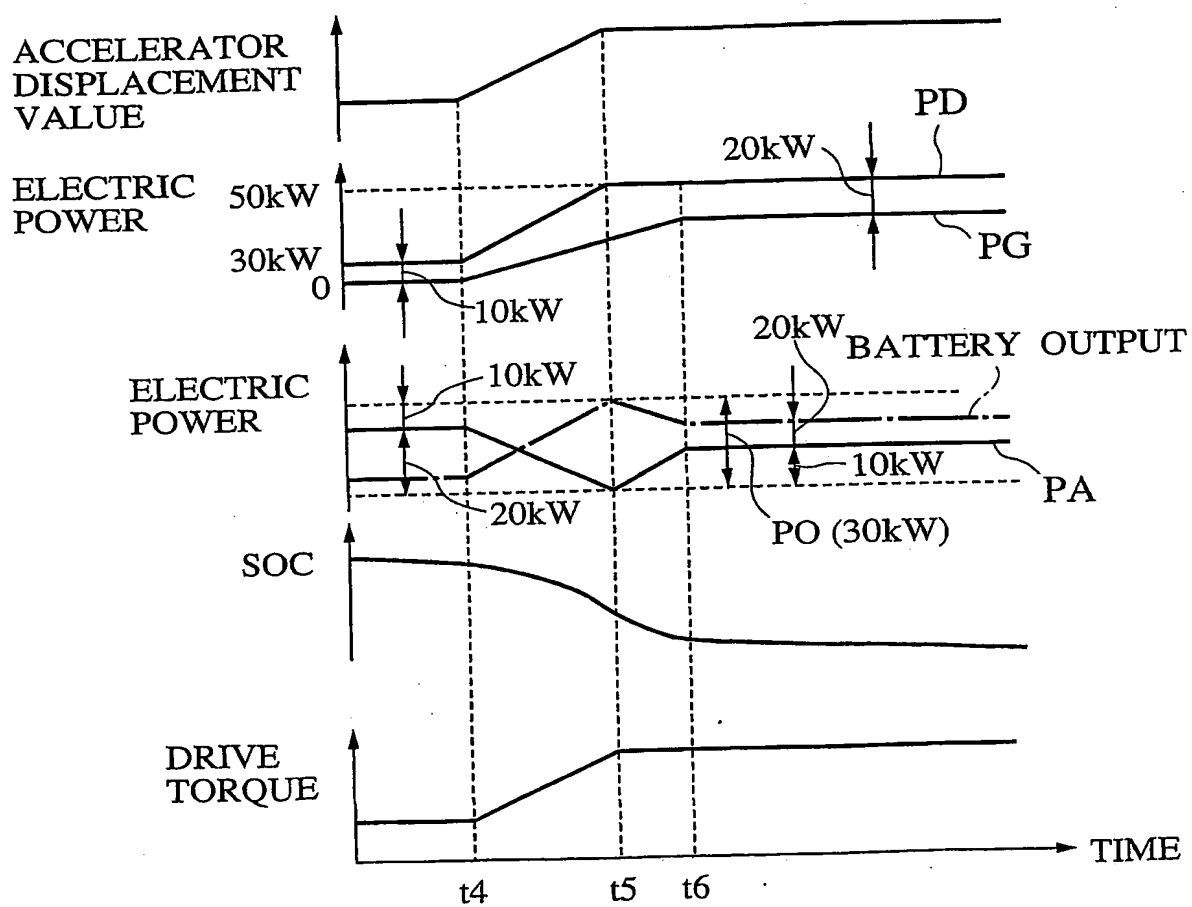 ACCELERATOR
DISPLACEMENT
VALUE
PD
20kW
ELECTRIC
POWER
50kW
PG
30kW
0
10kW
20kW
BATTERY OUTPUT
ELECTRIC
POWER
10kW
10kW
PA
20kW
PO (30kW)
SOC
DRIVE
TORQUE
TIME
t4
t5
t6